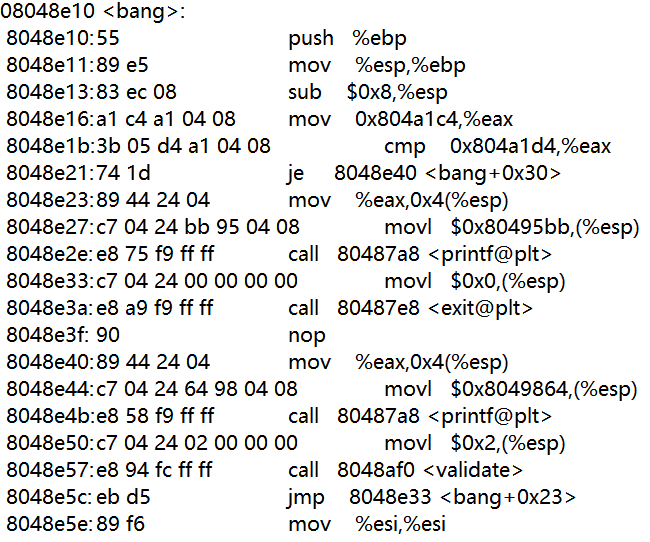 08048e10 <bang>:
8048e10:55 push %ebp
8048e11:89 e5 mov %esp,%ebp
8048e13:83 ec 08 sub $0x8,%esp
8048e16:a1 c4 a1 04 08 mov 0x804a1c4,%eax
8048e1b:3b 05 d4 a1 04 08 cmp 0x804a1d4,%eax
8048e21:74 1d je 8048e40 <bang+0x30>
8048e23:89 44 24 04 mov %eax,0x4(%esp)
8048e27:c7 04 24 bb 95 04 08 movl $0x80495bb,(%esp)
8048e2e:e8 75 f9 ff ff call 80487a8 <printf@plt>
8048e33:c7 04 24 00 00 00 00 movl $0x0,(%esp)
8048e3a:e8 a9 f9 ff ff call 80487e8 <exit@plt>
8048e3f: 90 nop
8048e40:89 44 24 04 mov %eax,0x4(%esp)
8048e44:c7 04 24 64 98 04 08 movl $0x8049864,(%esp)
8048e4b:e8 58 f9 ff ff call 80487a8 <printf@plt>
8048e50:c7 04 24 02 00 00 00 movl $0x2,(%esp)
8048e57:e8 94 fc ff ff call 8048af0 <validate>
8048e5c: eb d5 jmp 8048e33 <bang+0x23>
8048e5e:89 f6 mov %esi,%esi